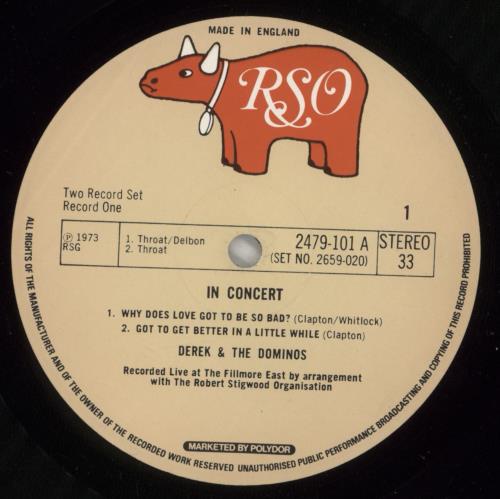 MADE IN ENGLAND
RSO
Two Record Set
Record One
1
Ⓟ 1973
RSG
1. Throat/Delbon
2. Throat
2479-101 A
(SET NO. 2659-020)
STEREO
33
IN CONCERT
1. WHY DOES LOVE GOT TO BE SO BAD? (Clapton/Whitlock)
2. GOT TO GET BETTER IN A LITTLE WHILE (Clapton)
DEREK & THE DOMINOS
Recorded Live at The Fillmore East by arrangement
with The Robert Stigwood Organisation
MARKETED BY POLYDOR
ALL RIGHTS OF THE MANUFACTURER AND OF THE OWNER OF THE RECORDED WORK RESERVED UNAUTHORISED PUBLIC PERFORMANCE BROADCASTING AND COPYING OF THIS RECORD PROHIBITED